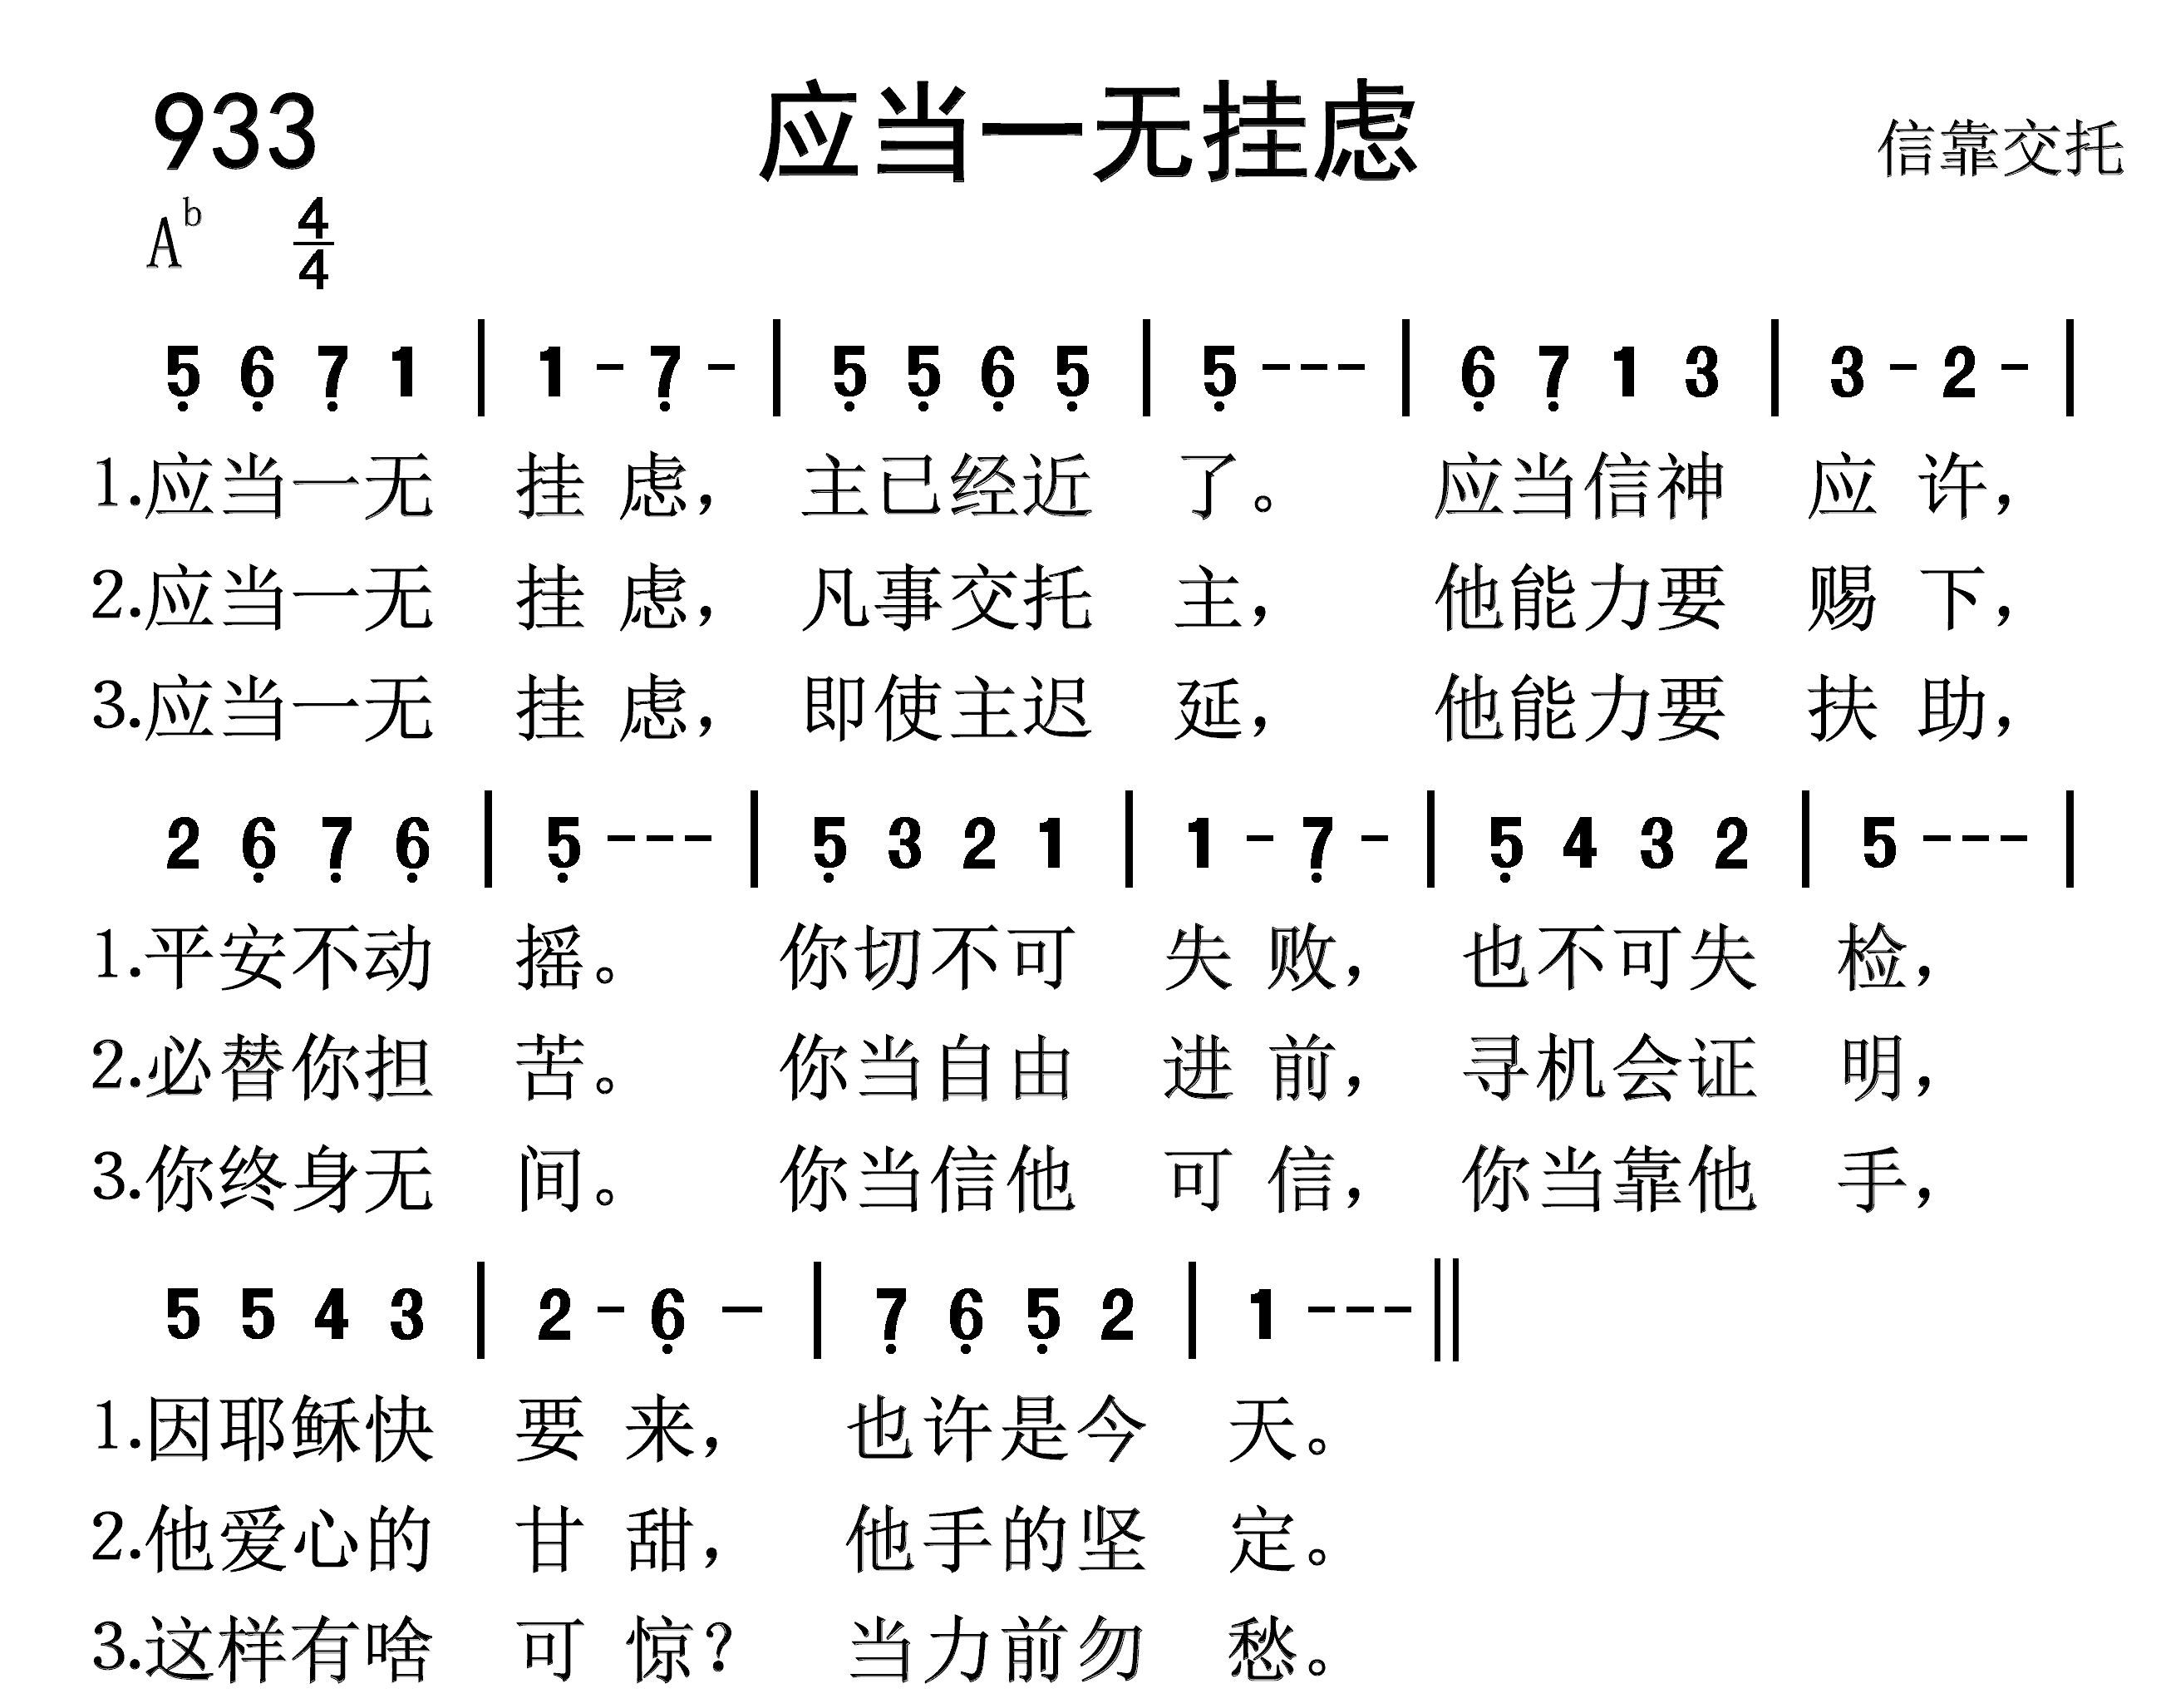 933 应当一无挂虑 信靠交托
A♭ 4/4
5̣ 6̣ 7̣ 1 | 1 - 7̣ - | 5̣ 5̣ 6̣ 5̣ | 5̣ - - - | 6̣ 7̣ 1 3 | 3 - 2 - |
1.应当一无 挂 虑， 主已经近 了。 应当信神 应 许，
2.应当一无 挂 虑， 凡事交托 主， 他能力要 赐 下，
3.应当一无 挂 虑， 即使主迟 延， 他能力要 扶 助，
2 6̣ 7̣ 6̣ | 5̣ - - - | 5̣ 3 2 1 | 1 - 7̣ - | 5̣ 4 3 2 | 5 - - - |
1.平安不动 摇。 你切不可 失 败， 也不可失 检，
2.必替你担 苦。 你当自由 进 前， 寻机会证 明，
3.你终身无 间。 你当信他 可 信， 你当靠他 手，
5 5 4 3 | 2 - 6̣ - | 7̣ 6̣ 5̣ 2 | 1 - - - ‖
1.因耶稣快 要 来， 也许是今 天。
2.他爱心的 甘 甜， 他手的坚 定。
3.这样有啥 可 惊？ 当力前勿 愁。